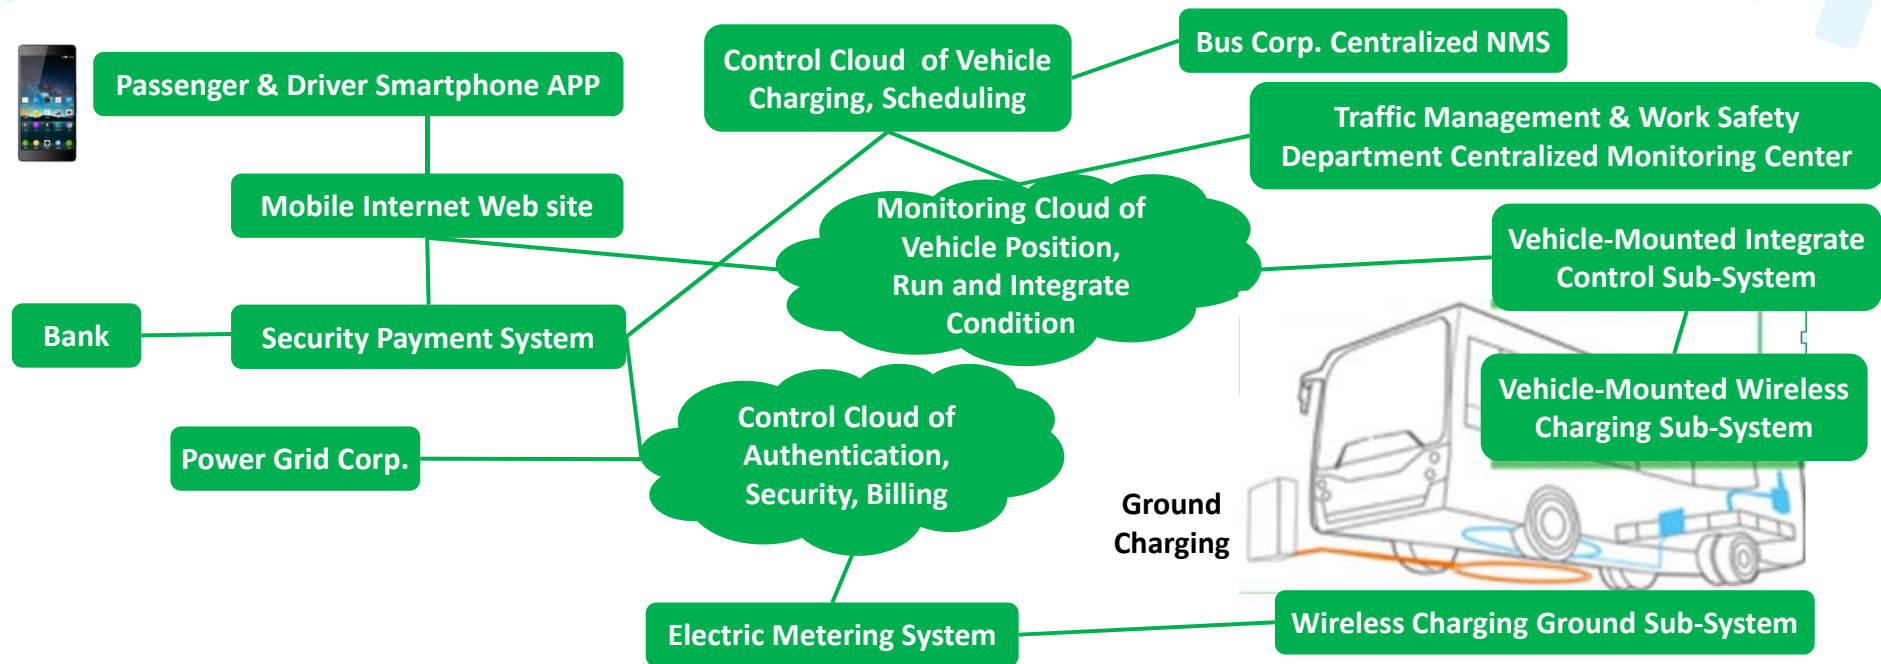 Passenger & Driver Smartphone APP
Control Cloud of Vehicle
Charging, Scheduling
Bus Corp. Centralized NMS
Traffic Management & Work Safety
Department Centralized Monitoring Center
Mobile Internet Web site
Monitoring Cloud of
Vehicle Position,
Run and Integrate
Condition
Vehicle-Mounted Integrate
Control Sub-System
Bank
Security Payment System
Vehicle-Mounted Wireless
Charging Sub-System
Power Grid Corp.
Control Cloud of
Authentication,
Security, Billing
Ground
Charging
Electric Metering System
Wireless Charging Ground Sub-System